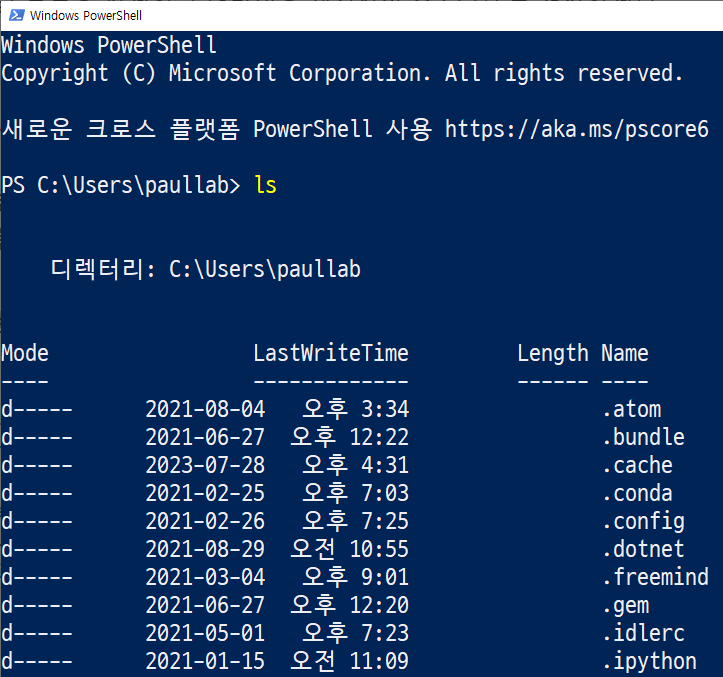 Windows PowerShell
Windows PowerShell
Copyright (C) Microsoft Corporation. All rights reserved.
새로운 크로스 플랫폼 PowerShell 사용 https://aka.ms/pscore6
PS C:\Users\paullab> ls
디렉터리: C:\Users\paullab
Mode LastWriteTime Length Name
---- ------------- ------ ----
d----- 2021-08-04 오후 3:34 .atom
d----- 2021-06-27 오후 12:22 .bundle
d----- 2023-07-28 오후 4:31 .cache
d----- 2021-02-25 오후 7:03 .conda
d----- 2021-02-26 오후 7:25 .config
d----- 2021-08-29 오전 10:55 .dotnet
d----- 2021-03-04 오후 9:01 .freemind
d----- 2021-06-27 오후 12:20 .gem
d----- 2021-05-01 오후 7:23 .idlerc
d----- 2021-01-15 오전 11:09 .ipython